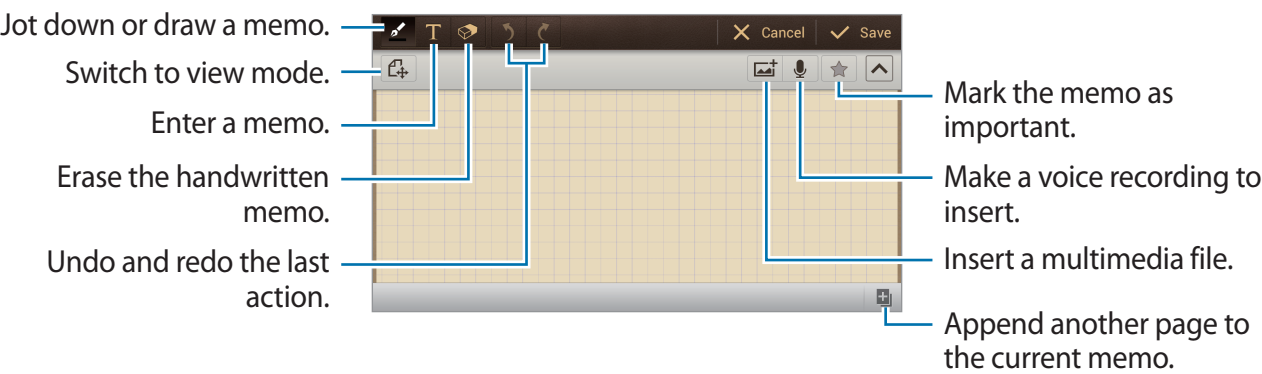 Jot down or draw a memo.
Switch to view mode.
Enter a memo.
Erase the handwritten
memo.
Undo and redo the last
action.
T
Cancel
Save
Mark the memo as
important.
Make a voice recording to
insert.
Insert a multimedia file.
Append another page to
the current memo.